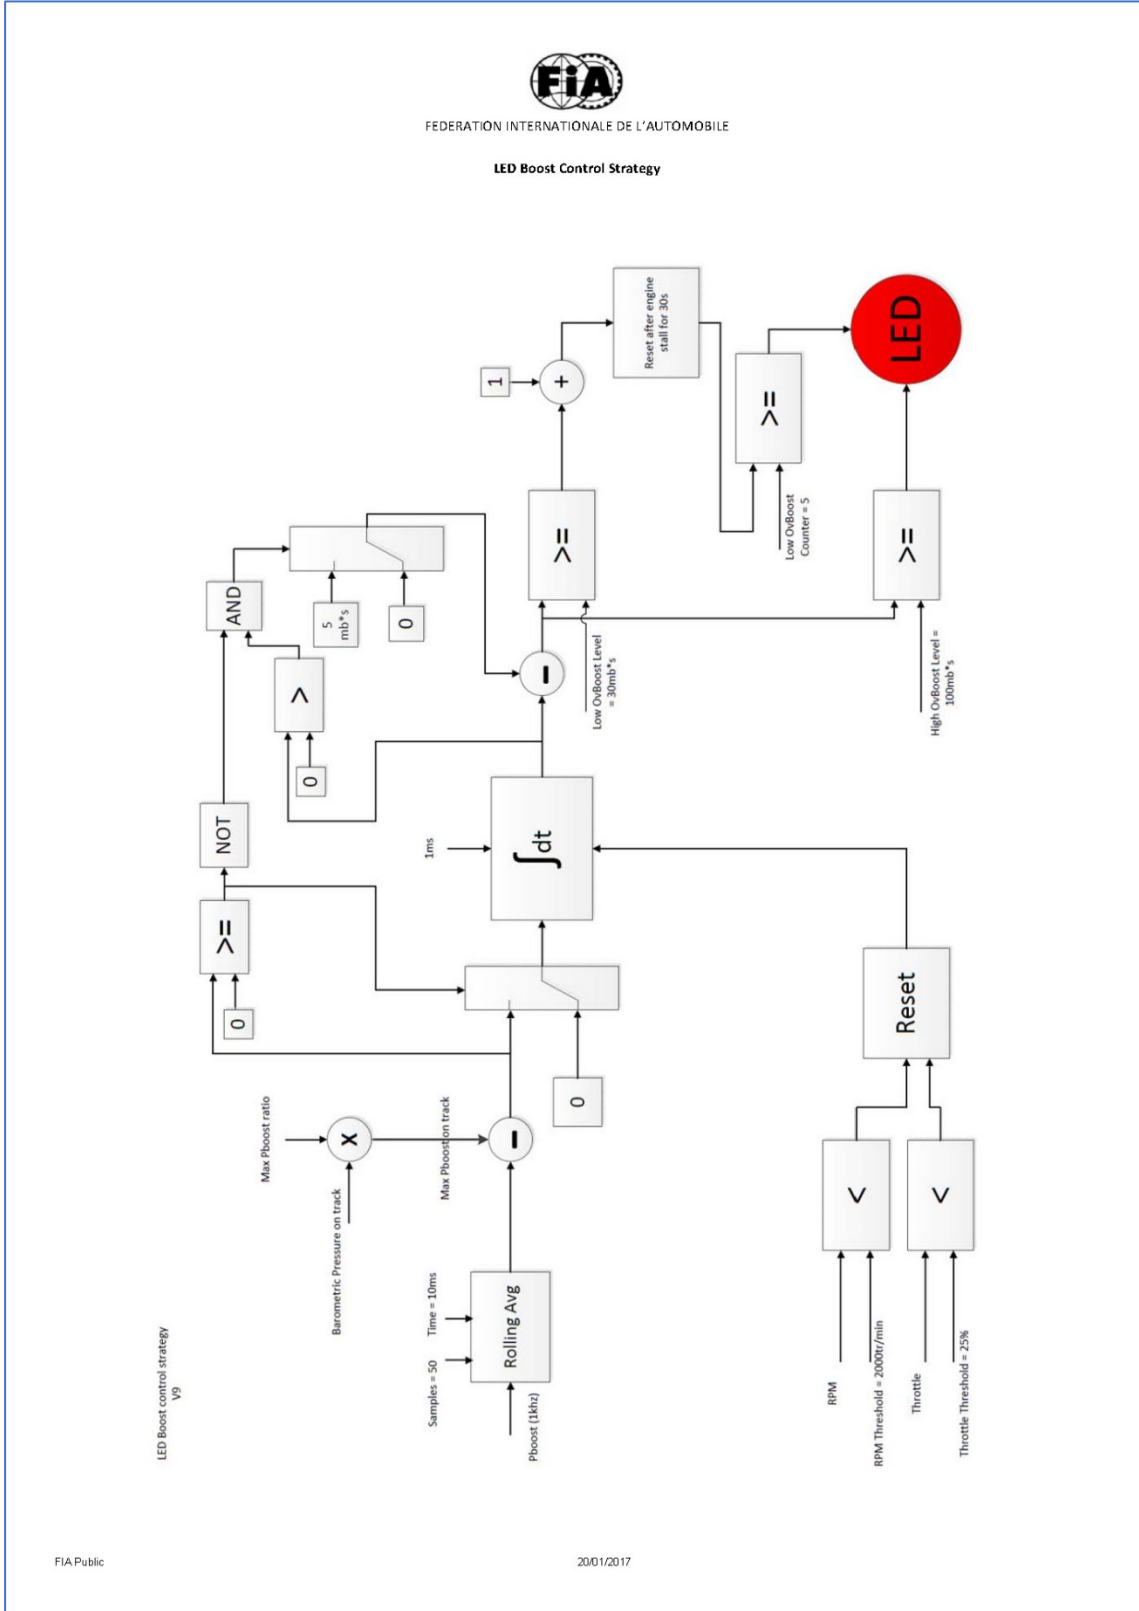 FiA
FEDERATION INTERNATIONALE DE L'AUTOMOBILE
LED Boost Control Strategy
LED Boost control strategy
V9
Pboost (1khz)
Samples = 50
Time = 10ms
Rolling Avg
Barometric Pressure on track
Max Pboost ratio
X
Max Pboost on track
-
0
>=
0
NOT
0
>
AND
5
mb*s
0
1ms
∫dt
-
Low OvBoost Level
= 30mb*s
>=
1
+
Reset after engine
stall for 30s
Low OvBoost
Counter = 5
>=
High OvBoost Level =
100mb*s
>=
LED
RPM
RPM Threshold = 2000tr/min
<
Throttle
Throttle Threshold = 25%
<
Reset
FIA Public
20/01/2017